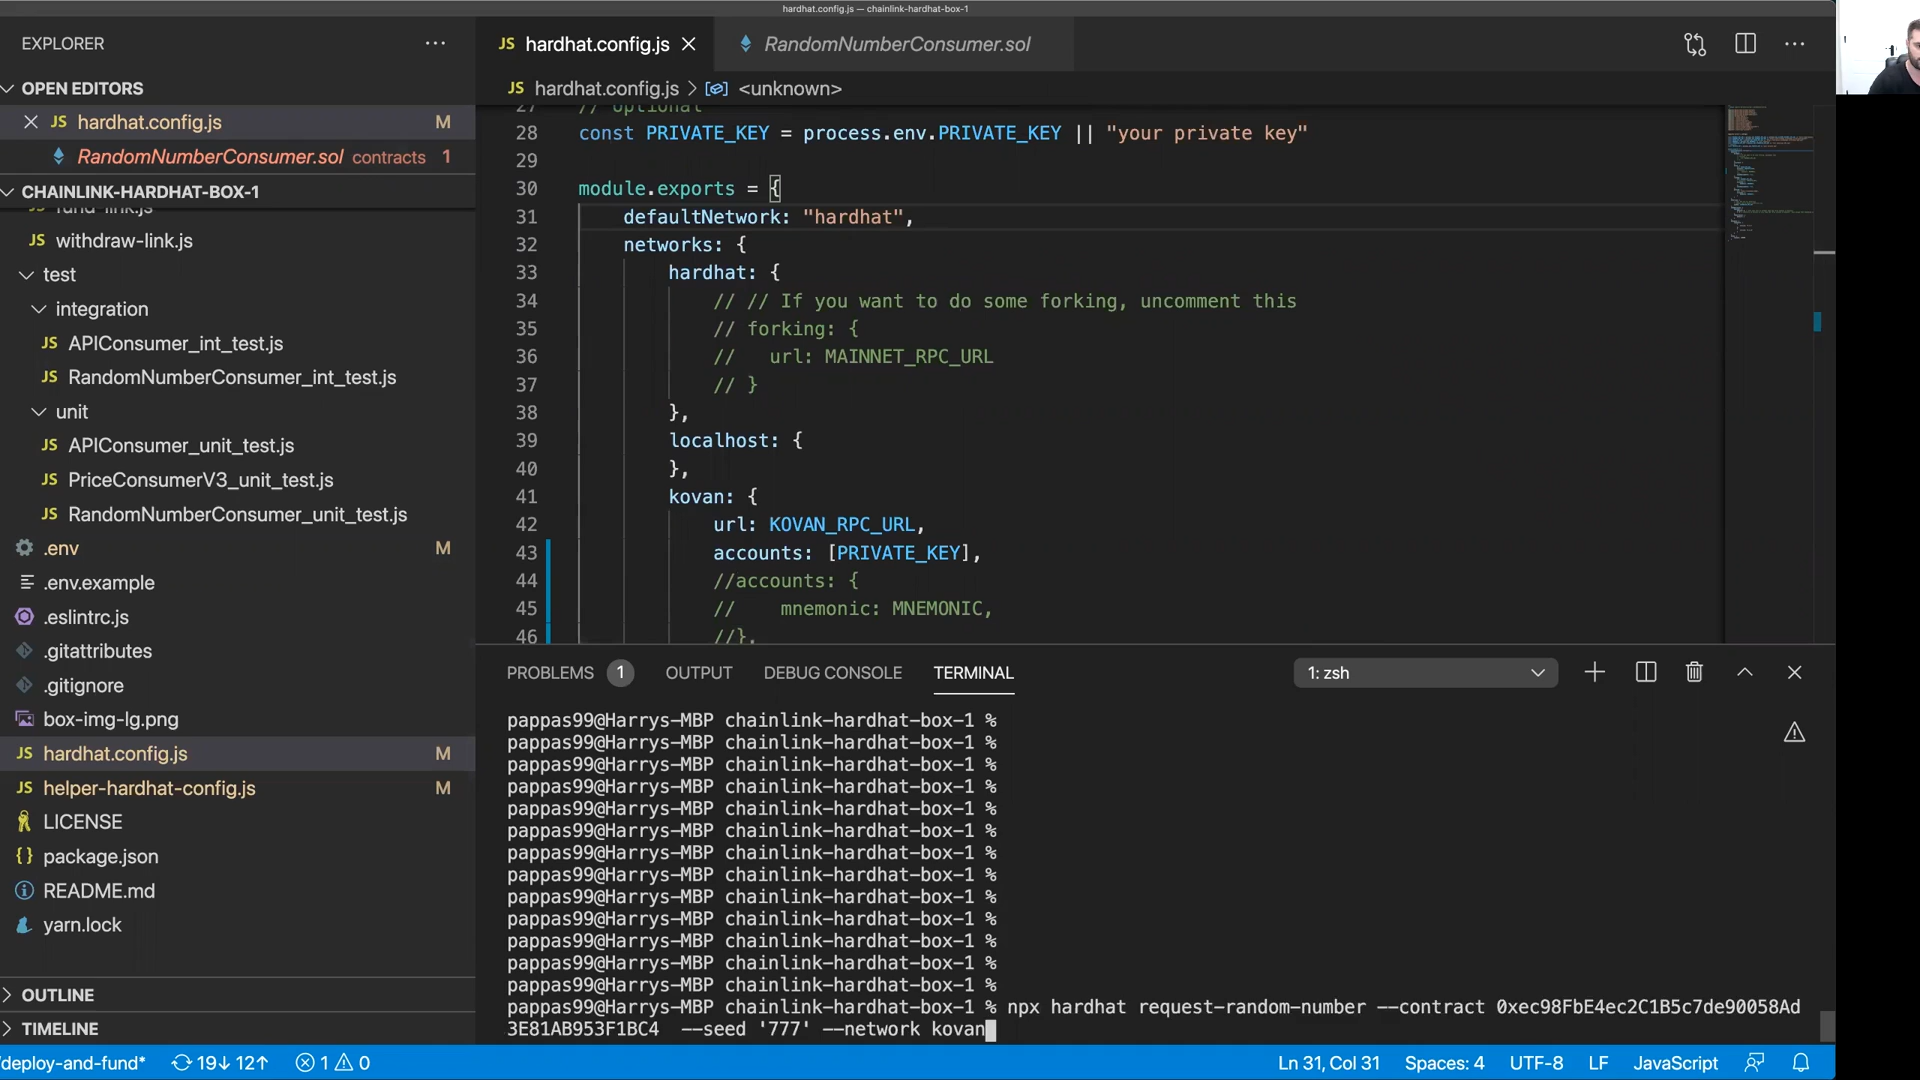 hardhat.config.js — chainlink-hardhat-box-1
EXPLORER
hardhat.config.js
RandomNumberConsumer.sol
OPEN EDITORS
JS hardhat.config.js > <unknown>
JS hardhat.config.js M
RandomNumberConsumer.sol contracts 1
CHAINLINK-HARDHAT-BOX-1
fund-link.js
JS withdraw-link.js
test
integration
JS APIConsumer_int_test.js
JS RandomNumberConsumer_int_test.js
unit
JS APIConsumer_unit_test.js
JS PriceConsumerV3_unit_test.js
JS RandomNumberConsumer_unit_test.js
.env M
.env.example
.eslintrc.js
.gitattributes
.gitignore
box-img-lg.png
JS hardhat.config.js M
JS helper-hardhat-config.js M
LICENSE
package.json
README.md
yarn.lock
OUTLINE
TIMELINE
27 // optional
28 const PRIVATE_KEY = process.env.PRIVATE_KEY || "your private key"
29
30 module.exports = {
31 defaultNetwork: "hardhat",
32 networks: {
33 hardhat: {
34 // // If you want to do some forking, uncomment this
35 // forking: {
36 // url: MAINNET_RPC_URL
37 // }
38 },
39 localhost: {
40 },
41 kovan: {
42 url: KOVAN_RPC_URL,
43 accounts: [PRIVATE_KEY],
44 //accounts: {
45 // mnemonic: MNEMONIC,
46 //},
PROBLEMS 1 OUTPUT DEBUG CONSOLE TERMINAL 1: zsh
pappas99@Harrys-MBP chainlink-hardhat-box-1 %
pappas99@Harrys-MBP chainlink-hardhat-box-1 %
pappas99@Harrys-MBP chainlink-hardhat-box-1 %
pappas99@Harrys-MBP chainlink-hardhat-box-1 %
pappas99@Harrys-MBP chainlink-hardhat-box-1 %
pappas99@Harrys-MBP chainlink-hardhat-box-1 %
pappas99@Harrys-MBP chainlink-hardhat-box-1 %
pappas99@Harrys-MBP chainlink-hardhat-box-1 %
pappas99@Harrys-MBP chainlink-hardhat-box-1 %
pappas99@Harrys-MBP chainlink-hardhat-box-1 %
pappas99@Harrys-MBP chainlink-hardhat-box-1 %
pappas99@Harrys-MBP chainlink-hardhat-box-1 %
pappas99@Harrys-MBP chainlink-hardhat-box-1 %
pappas99@Harrys-MBP chainlink-hardhat-box-1 % npx hardhat request-random-number --contract 0xec98FbE4ec2C1B5c7de90058Ad
3E81AB953F1BC4 --seed '777' --network kovan
/deploy-and-fund* 19↓ 12↑ 1 0 Ln 31, Col 31 Spaces: 4 UTF-8 LF JavaScript